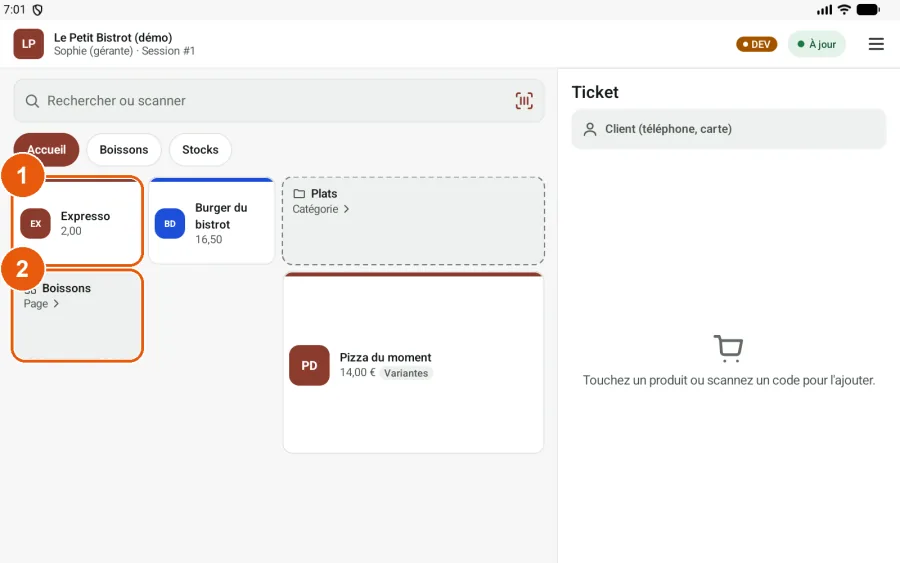 7:01
LP
Le Petit Bistrot (démo)
Sophie (gérante) · Session #1
DEV
À jour
Rechercher ou scanner
Accueil
Boissons
Stocks
Ticket
Client (téléphone, carte)
1
EX
Expresso
2,00
BD
Burger du
bistrot
16,50
Plats
Catégorie
2
Boissons
Page
PD
Pizza du moment
14,00 € Variantes
Touchez un produit ou scannez un code pour l'ajouter.